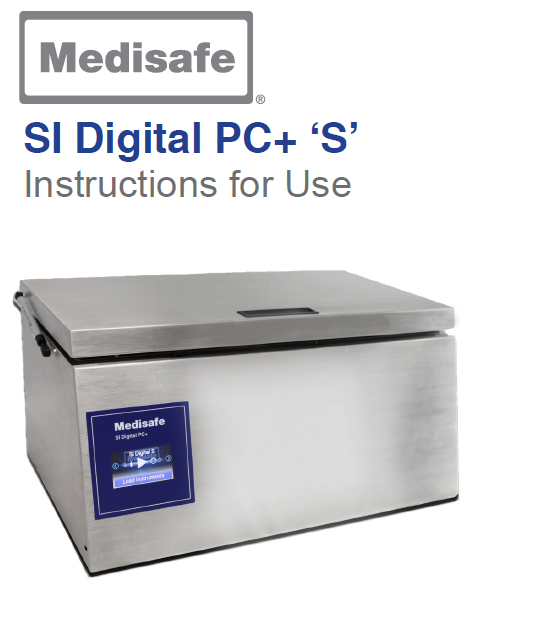 Medisafe
®
SI Digital PC+ ‘S’
Instructions for Use
Medisafe
SI Digital PC+
SI Digital S
Load Instruments